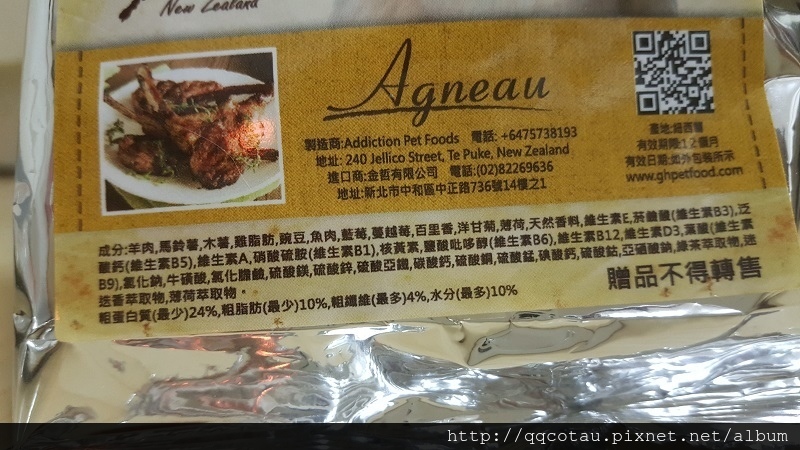 New Zealand
Agneau
製造商:Addiction Pet Foods 電話: +6475738193
地址: 240 Jellico Street, Te Puke, New Zealand
進口商:金哲有限公司 電話:(02)82269636
地址:新北市中和區中正路736號14樓之1
產地:紐西蘭
有效期限:12個月
有效日期:如外包裝所示
www.ghpetfood.com
成分:羊肉,馬鈴薯,木薯,雞脂肪,豌豆,魚肉,藍莓,蔓越莓,百里香,洋甘菊,薄荷,天然香料,維生素E,菸鹼酸(維生素B3),泛
酸鈣(維生素B5),維生素A,硝酸硫胺(維生素B1),核黃素,鹽酸吡哆醇(維生素B6),維生素B12,維生素D3,葉酸(維生素
B9),氯化鈉,牛磺酸,氯化膽鹼,硫酸鎂,硫酸鋅,硫酸亞鐵,碳酸鈣,硫酸銅,硫酸錳,碘酸鈣,硫酸鈷,亞硒酸鈉,綠茶萃取物,迷
迭香萃取物,薄荷萃取物。
粗蛋白質(最少)24%,粗脂肪(最少)10%,粗纖維(最多)4%,水分(最多)10%
贈品不得轉售
http://qqcotau.pixnet.net/album